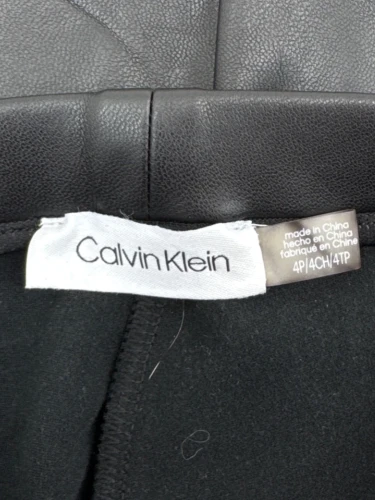 Calvin Klein
made in China
hecho en China
fabriqué en Chine
4P/4CH/4TP